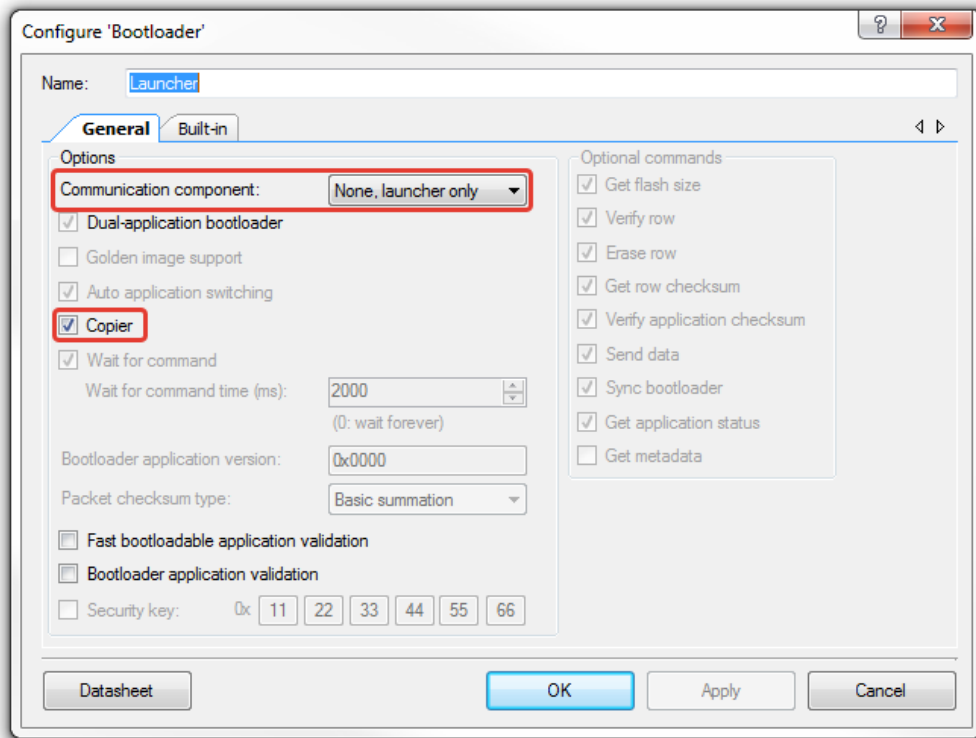 Configure 'Bootloader'
?
Name: Launcher
General Built-in
Options
Communication component: None, launcher only
Dual-application bootloader
Golden image support
Auto application switching
Copier
Wait for command
Wait for command time (ms): 2000
(0: wait forever)
Bootloader application version: 0x0000
Packet checksum type: Basic summation
Fast bootloadable application validation
Bootloader application validation
Security key: 0x 11 22 33 44 55 66
Optional commands
Get flash size
Verify row
Erase row
Get row checksum
Verify application checksum
Send data
Sync bootloader
Get application status
Get metadata
Datasheet OK Apply Cancel